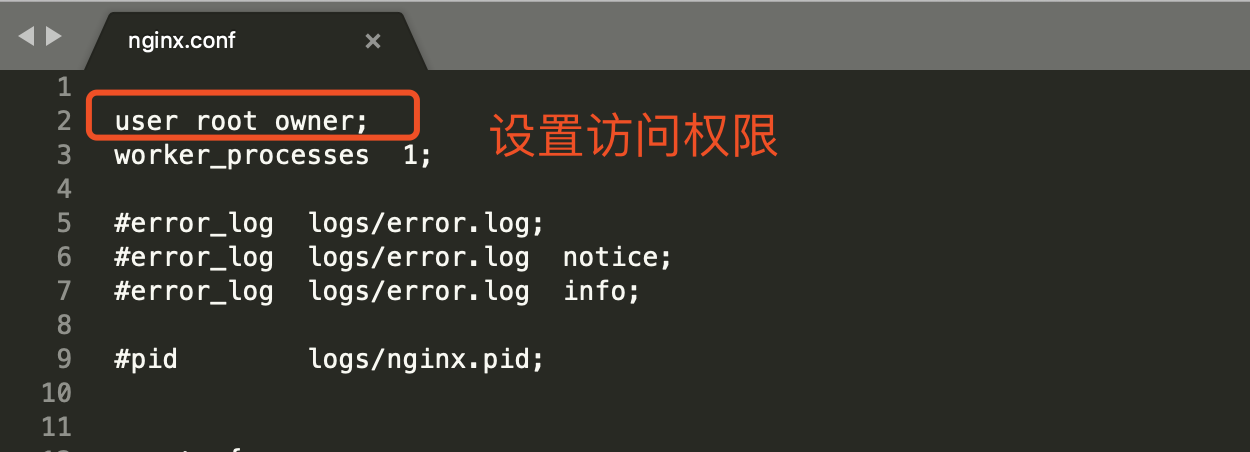 nginx.conf
1
2 user root owner;
设置访问权限
3 worker_processes  1;
4
5 #error_log  logs/error.log;
6 #error_log  logs/error.log  notice;
7 #error_log  logs/error.log  info;
8
9 #pid        logs/nginx.pid;
10
11